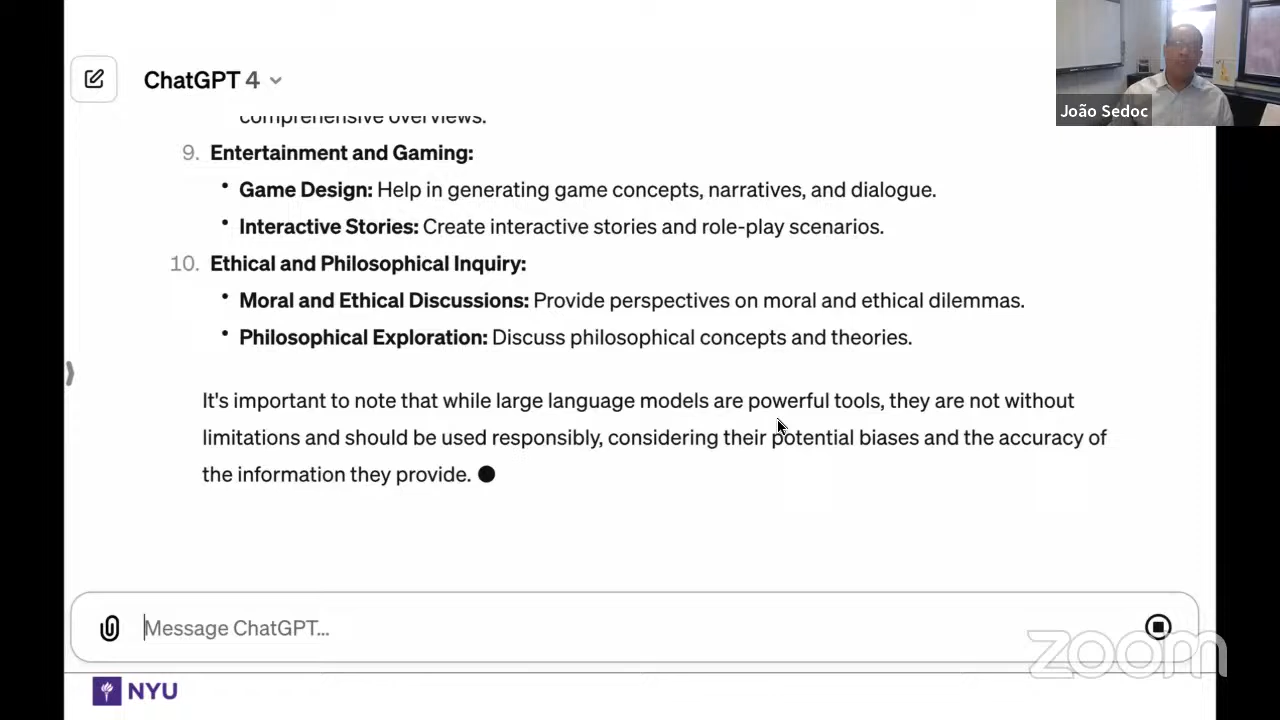 ChatGPT 4
João Sedoc
comprehensive overviews.
9. Entertainment and Gaming:
• Game Design: Help in generating game concepts, narratives, and dialogue.
• Interactive Stories: Create interactive stories and role-play scenarios.
10. Ethical and Philosophical Inquiry:
• Moral and Ethical Discussions: Provide perspectives on moral and ethical dilemmas.
• Philosophical Exploration: Discuss philosophical concepts and theories.
It's important to note that while large language models are powerful tools, they are not without
limitations and should be used responsibly, considering their potential biases and the accuracy of
the information they provide.
Message ChatGPT...
zoom
NYU